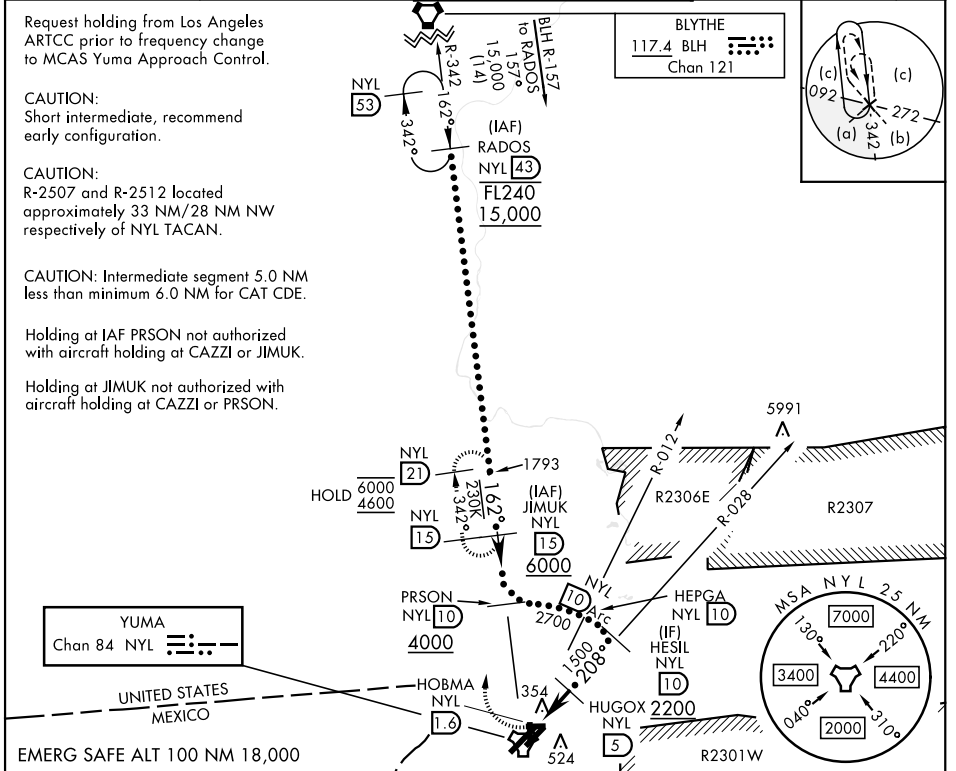 Request holding from Los Angeles
ARTCC prior to frequency change
to MCAS Yuma Approach Control.
CAUTION:
Short intermediate, recommend
early configuration.
CAUTION:
R-2507 and R-2512 located
approximately 33 NM/28 NM NW
respectively of NYL TACAN.
CAUTION: Intermediate segment 5.0 NM
less than minimum 6.0 NM for CAT CDE.
Holding at IAF PRSON not authorized
with aircraft holding at CAZZI or JIMUK.
Holding at JIMUK not authorized with
aircraft holding at CAZZI or PRSON.
R-342
162°
342°
NYL
53
BLH R-157
to RADOS
157°
15,000
(14)
BLYTHE
117.4 BLH
Chan 121
(c)
(c)
092
272
(a)
(b)
342
(IAF)
RADOS
NYL 43
FL240
15,000
NYL
21
HOLD 6000
4600
1793
230K
162°
342°
NYL
15
(IAF)
JIMUK
NYL
15
6000
5991
R-012
R-028
R2306E
R2307
PRSON
NYL 10
4000
NYL
10 Arc
2700
HEPGA
NYL 10
(IF)
HESIL
NYL
10
2200
1500
208°
YUMA
Chan 84 NYL
UNITED STATES
MEXICO
HOBMA
NYL
1.6
354
524
HUGOX
NYL
5
R2301W
MSA NYL 25 NM
7000
130°
220°
3400
4400
040°
310°
2000
EMERG SAFE ALT 100 NM 18,000